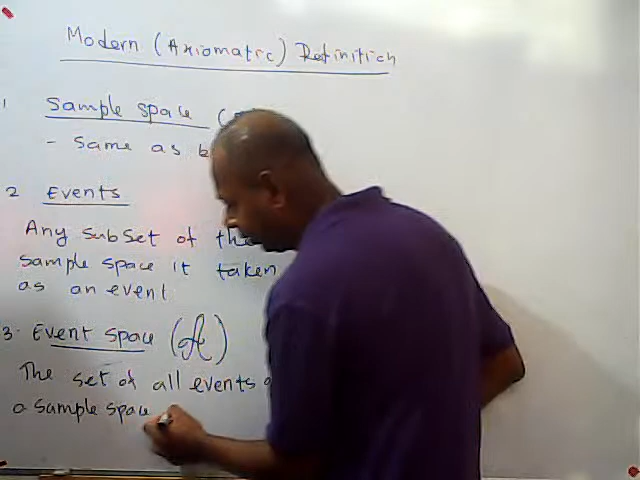 Modern (Axiomatic) Definition
1 Sample space (
- same as b
2 Events
Any subset of the
sample space it taken
as an event
3. Event space (𝒜)
The set of all events o
a sample space